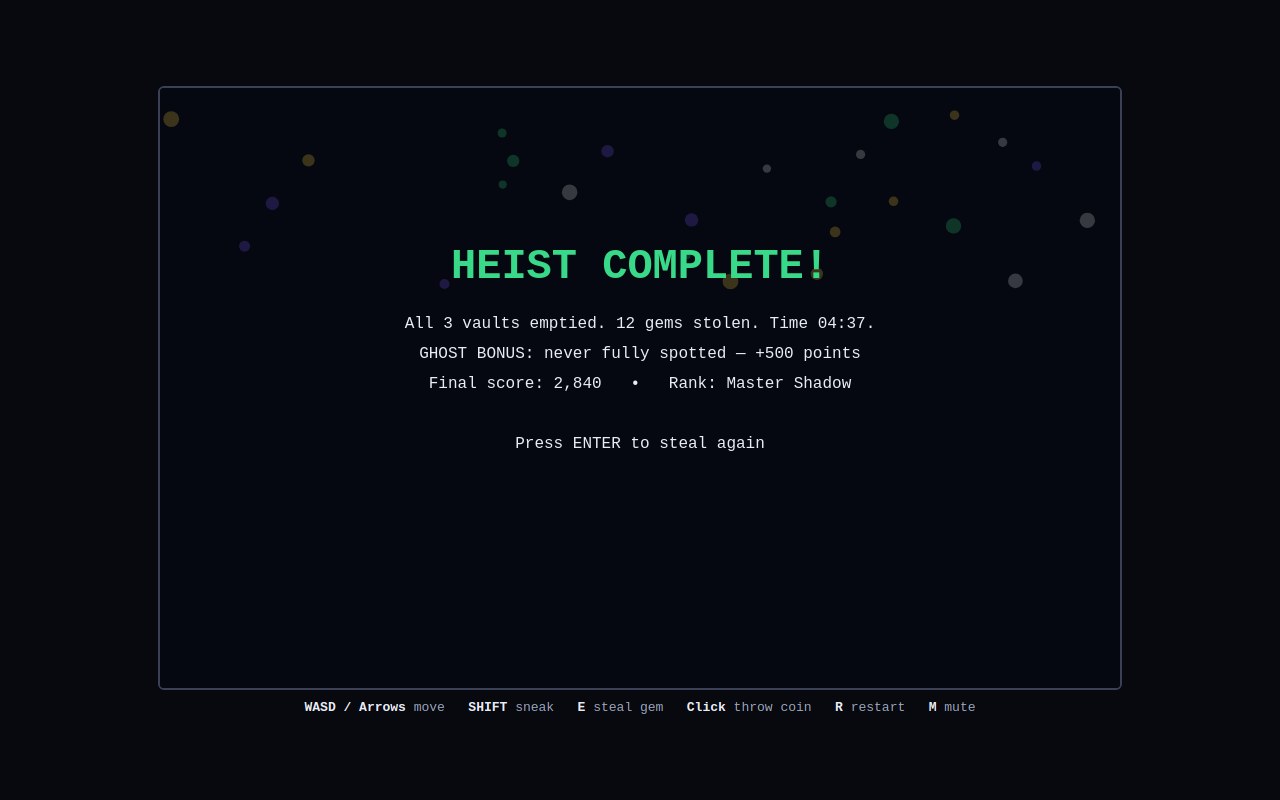 HEIST COMPLETE!
All 3 vaults emptied. 12 gems stolen. Time 04:37.
GHOST BONUS: never fully spotted — +500 points
Final score: 2,840 • Rank: Master Shadow
Press ENTER to steal again
WASD / Arrows move SHIFT sneak E steal gem Click throw coin R restart M mute